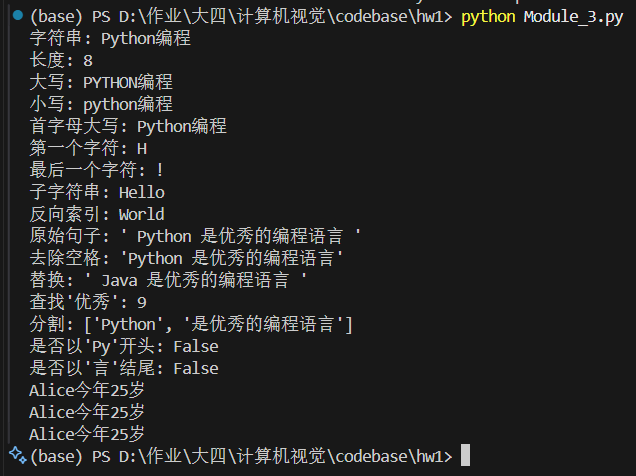 (base) PS D:\作业\大四\计算机视觉\codebase\hw1> python Module_3.py
字符串: Python编程
长度: 8
大写: PYTHON编程
小写: python编程
首字母大写: Python编程
第一个字符: H
最后一个字符: !
子字符串: Hello
反向索引: World
原始句子: ' Python 是优秀的编程语言 '
去除空格: 'Python 是优秀的编程语言'
替换: ' Java 是优秀的编程语言 '
查找'优秀': 9
分割: ['Python', '是优秀的编程语言']
是否以'Py'开头: False
是否以'言'结尾: False
Alice今年25岁
Alice今年25岁
Alice今年25岁
(base) PS D:\作业\大四\计算机视觉\codebase\hw1>